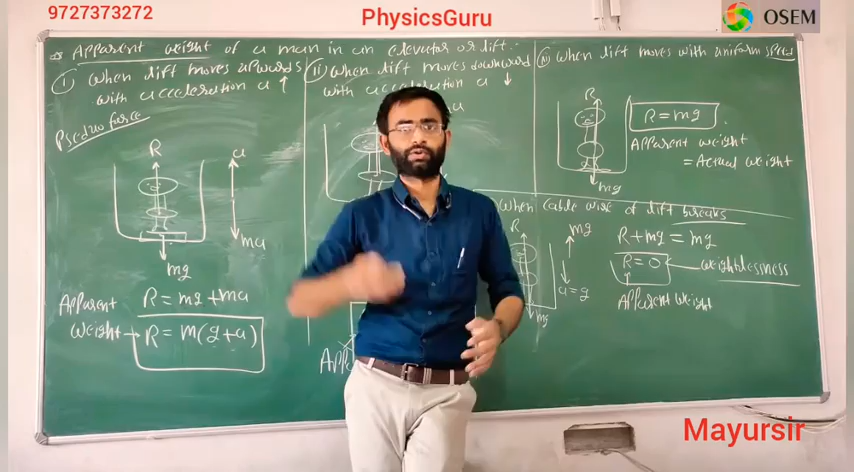 9727373272
PhysicsGuru
OSEM
Apparent weight of a man in an elevator or lift.
(I) When lift moves upwards
with acceleration a ↑
Pseduo force
R
a
ma
mg
Apparent
weight →
R = mg + ma
R = m(g+a)
(II) When lift moves downward
with acceleration a ↓
a
App
When lift moves with uniform speed
R
R = mg
mg
Apparent weight
= Actual weight
When Cable wire of lift breaks
R
mg
a = g
mg
R + mg = mg
R = 0 ← weightlessness
Apparent weight
Mayursir